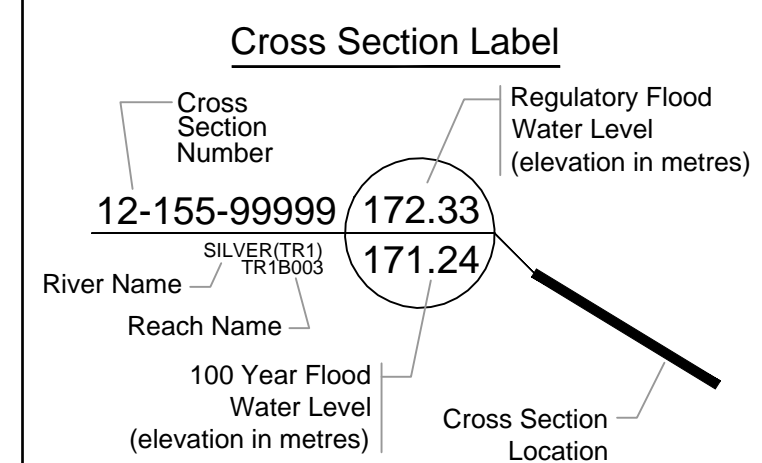 Cross Section Label
Cross
Section
Number
Regulatory Flood
Water Level
(elevation in metres)
12-155-99999
172.33
SILVER(TR1)
TR1B003
171.24
River Name
Reach Name
100 Year Flood
Water Level
(elevation in metres)
Cross Section
Location